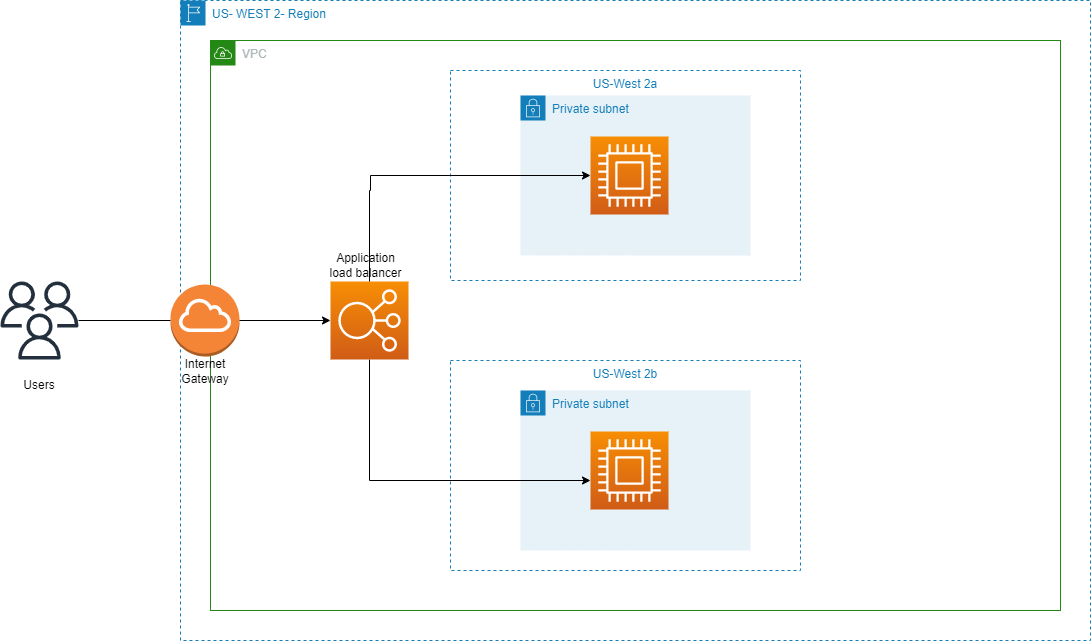 US- WEST 2- Region
VPC
US-West 2a
Private subnet
Application
load balancer
Internet
Gateway
Users
US-West 2b
Private subnet